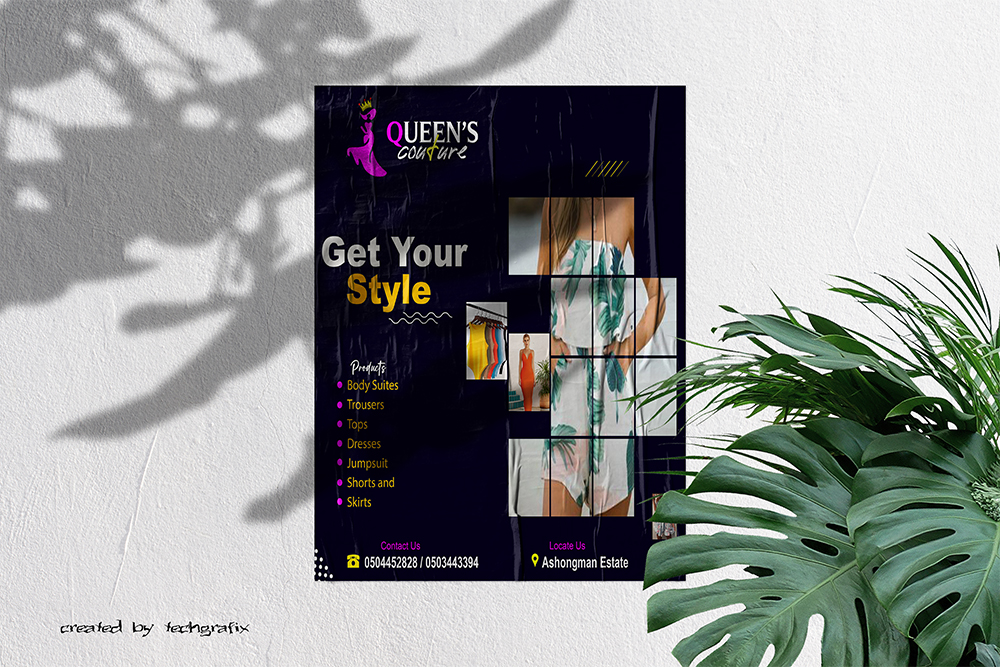 QUEEN'S
couture
Get Your
Style
Products
Body Suites
Trousers
Tops
Dresses
Jumpsuit
Shorts and
Skirts
Contact Us
0504452828 / 0503443394
Locate Us
Ashongman Estate
created by techgrafix